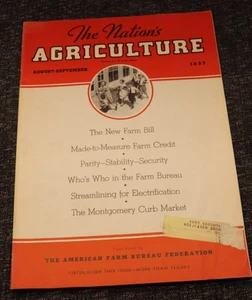 The Nation's
AGRICULTURE
AUGUST-SEPTEMBER
1937
The New Farm Bill
Made-to-Measure Farm Credit
Parity—Stability—Security
Who's Who in the Farm Bureau
Streamlining for Electrification
The Montgomery Curb Market
THE AMERICAN FARM BUREAU FEDERATION